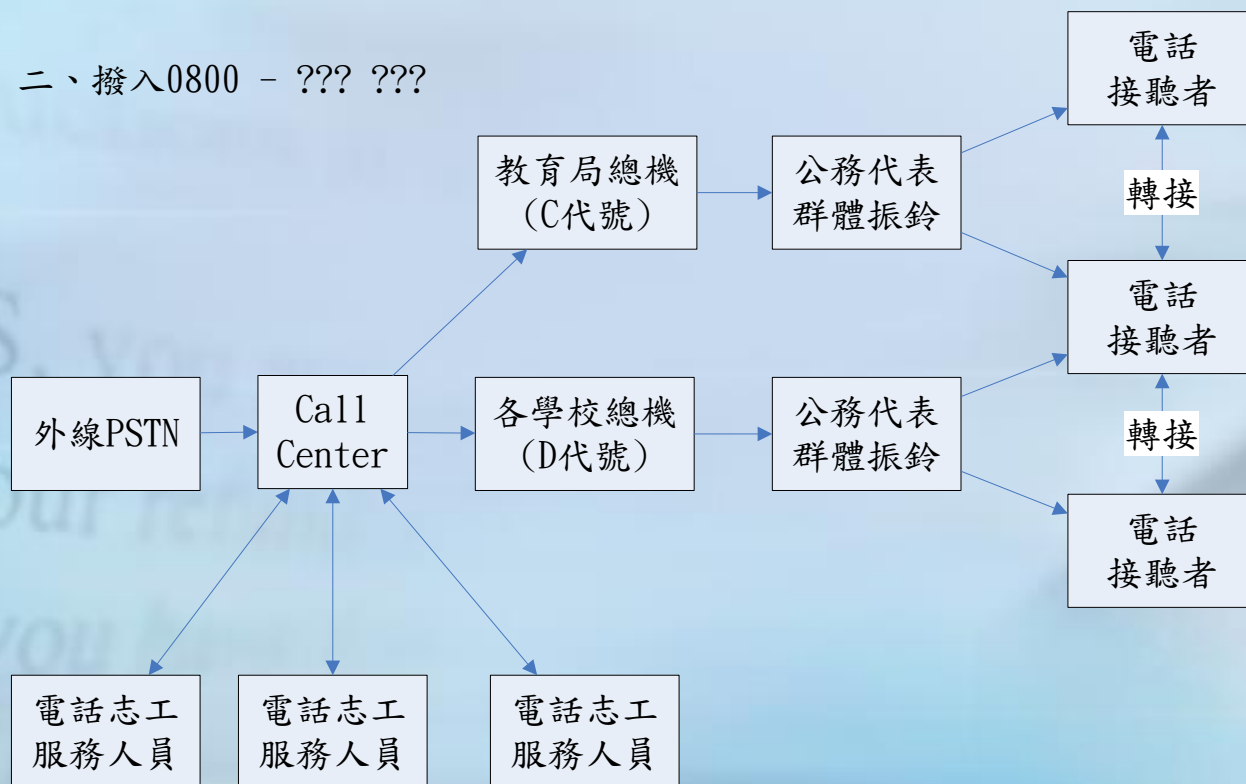 二、撥入0800 - ??? ???
電話
接聽者
教育局總機
(C代號)
公務代表
群體振鈴
轉接
電話
接聽者
外線PSTN
Call
Center
各學校總機
(D代號)
公務代表
群體振鈴
轉接
電話
接聽者
電話志工
服務人員
電話志工
服務人員
電話志工
服務人員